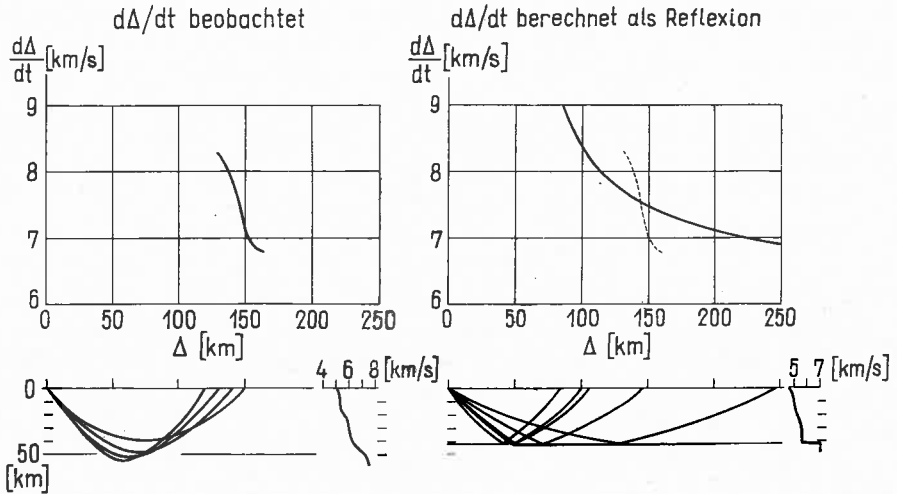 dΔ/dt beobachtet
dΔ/dt [km/s]
9
8
7
6
0 50 100 150 200 250
Δ [km]
4 6 8 [km/s]
0
50
[km]
dΔ/dt berechnet als Reflexion
dΔ/dt [km/s]
9
8
7
6
0 50 100 150 200 250
Δ [km]
5 7 [km/s]